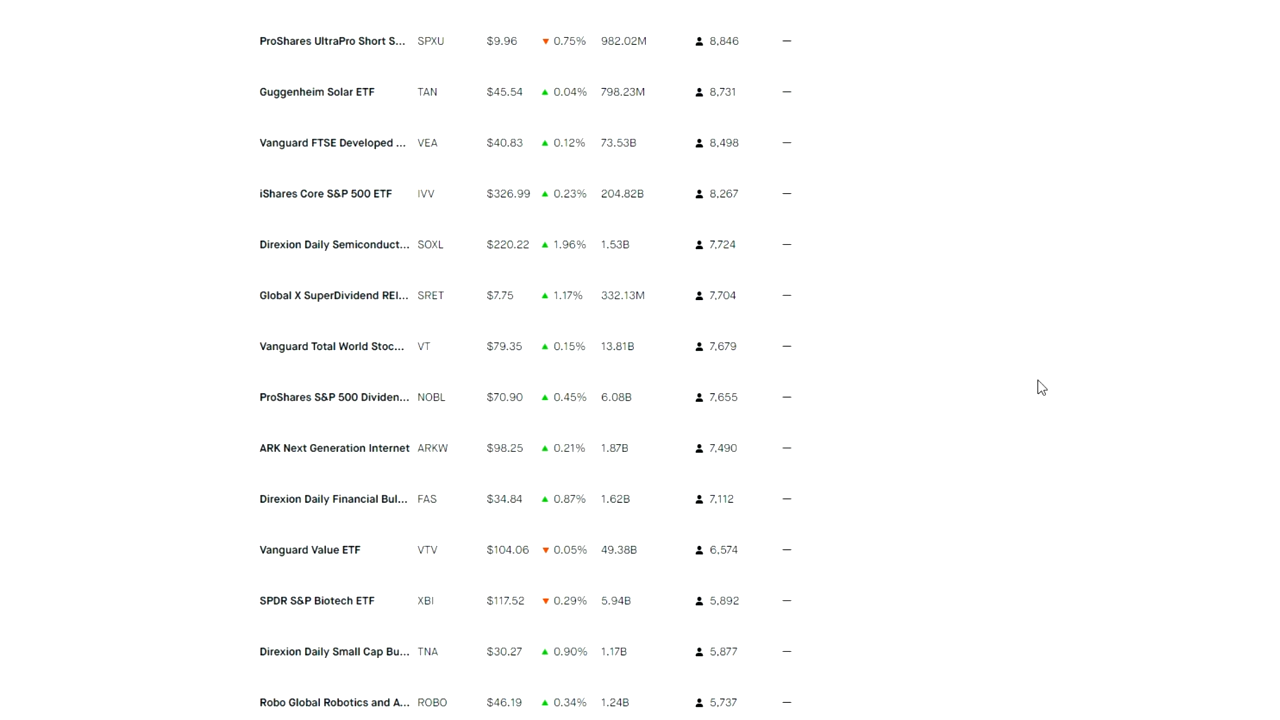 ProShares UltraPro Short S... SPXU $9.96 ▼ 0.75% 982.02M 8,846 —
Guggenheim Solar ETF TAN $45.54 ▲ 0.04% 798.23M 8,731 —
Vanguard FTSE Developed ... VEA $40.83 ▲ 0.12% 73.53B 8,498 —
iShares Core S&P 500 ETF IVV $326.99 ▲ 0.23% 204.82B 8,267 —
Direxion Daily Semiconduct... SOXL $220.22 ▲ 1.96% 1.53B 7,724 —
Global X SuperDividend REI... SRET $7.75 ▲ 1.17% 332.13M 7,704 —
Vanguard Total World Stoc... VT $79.35 ▲ 0.15% 13.81B 7,679 —
ProShares S&P 500 Dividen... NOBL $70.90 ▲ 0.45% 6.08B 7,655 —
ARK Next Generation Internet ARKW $98.25 ▲ 0.21% 1.87B 7,490 —
Direxion Daily Financial Bul... FAS $34.84 ▲ 0.87% 1.62B 7,112 —
Vanguard Value ETF VTV $104.06 ▼ 0.05% 49.38B 6,574 —
SPDR S&P Biotech ETF XBI $117.52 ▼ 0.29% 5.94B 5,892 —
Direxion Daily Small Cap Bu... TNA $30.27 ▲ 0.90% 1.17B 5,877 —
Robo Global Robotics and A... ROBO $46.19 ▲ 0.34% 1.24B 5,737 —